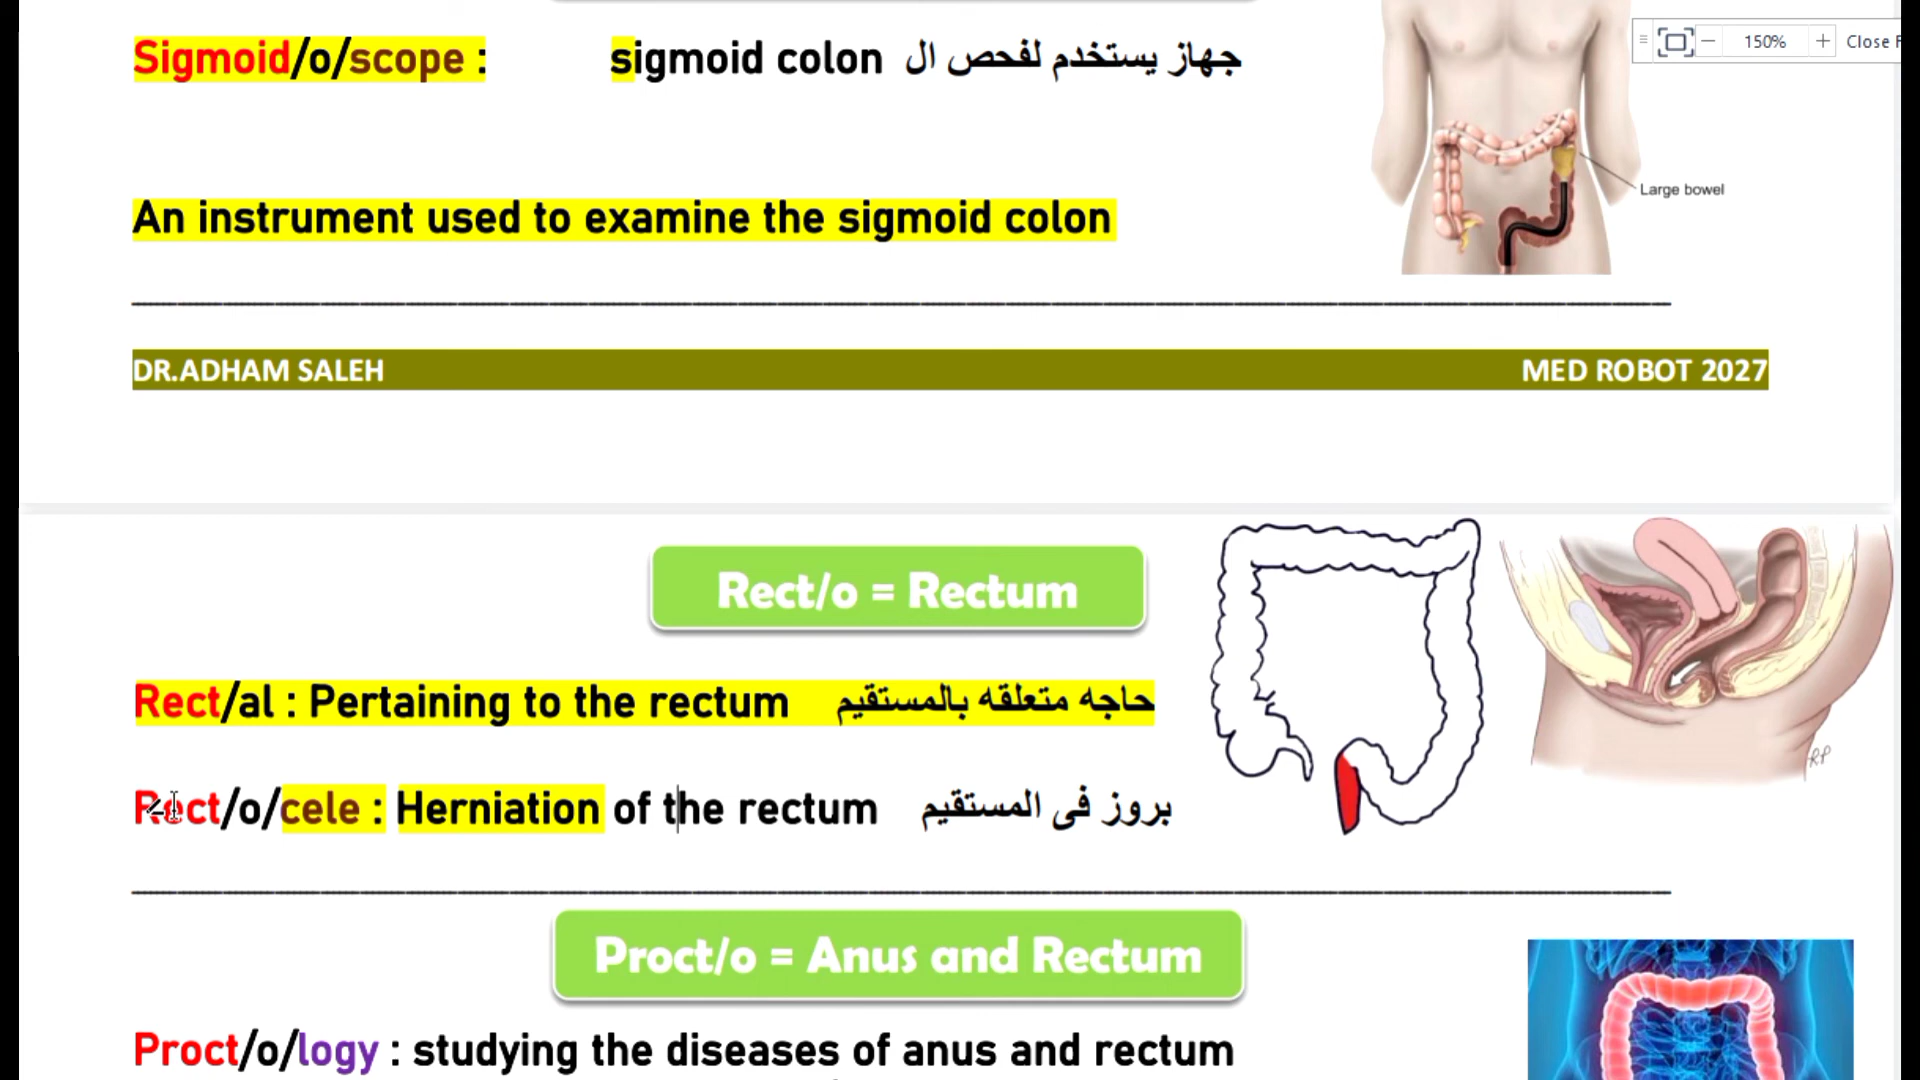 Sigmoid/o/scope : sigmoid colon جهاز يستخدم لفحص ال
150%
Close
Large bowel
An instrument used to examine the sigmoid colon
DR.ADHAM SALEH MED ROBOT 2027
Rect/o = Rectum
Rect/al : Pertaining to the rectum حاجه متعلقه بالمستقيم
Rect/o/cele : Herniation of the rectum بروز فى المستقيم
Proct/o = Anus and Rectum
Proct/o/logy : studying the diseases of anus and rectum